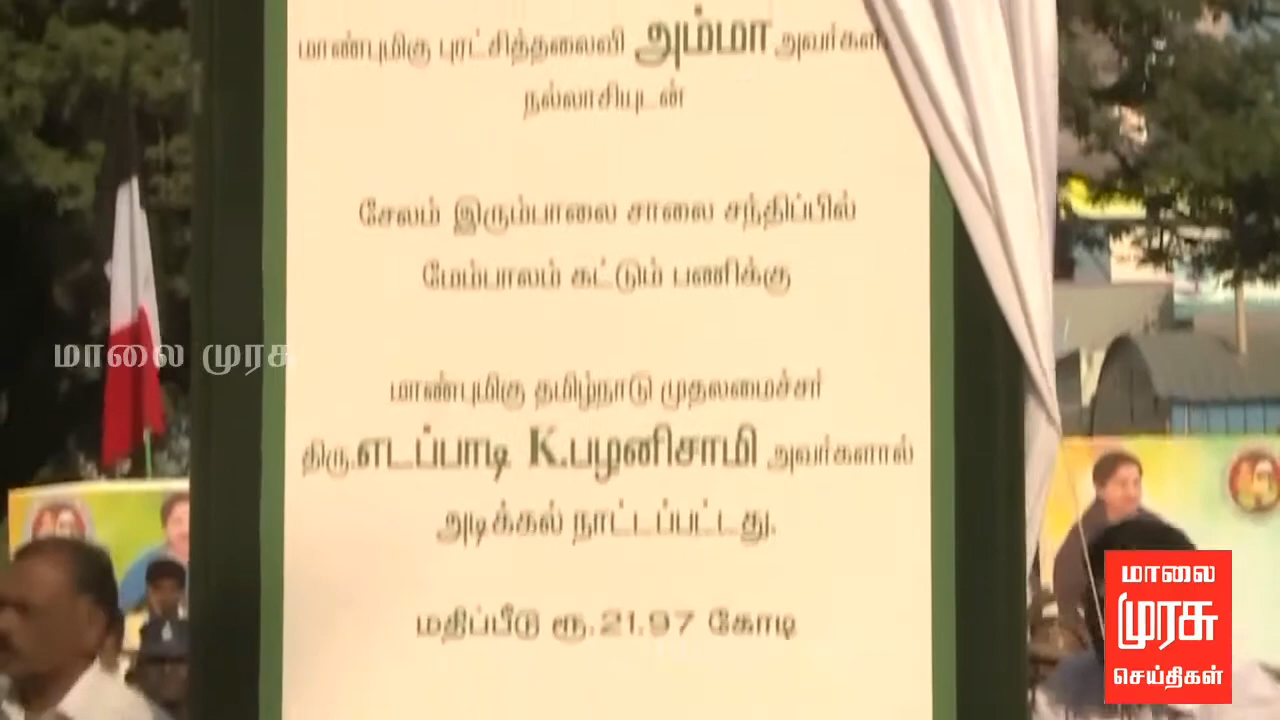 மாண்புமிகு புரட்சித்தலைவி அம்மா அவர்கள்
நல்லாசியுடன்
சேலம் இரும்பாலை சாலை சந்திப்பில்
மேம்பாலம் கட்டும் பணிக்கு
மாண்புமிகு தமிழ்நாடு முதலமைச்சர்
திரு.எடப்பாடி K.பழனிசாமி அவர்களால்
அடிக்கல் நாட்டப்பட்டது.
மதிப்பீடு ரூ.21.97 கோடி
மாலை முரசு
மாலை
முரசு
செய்திகள்